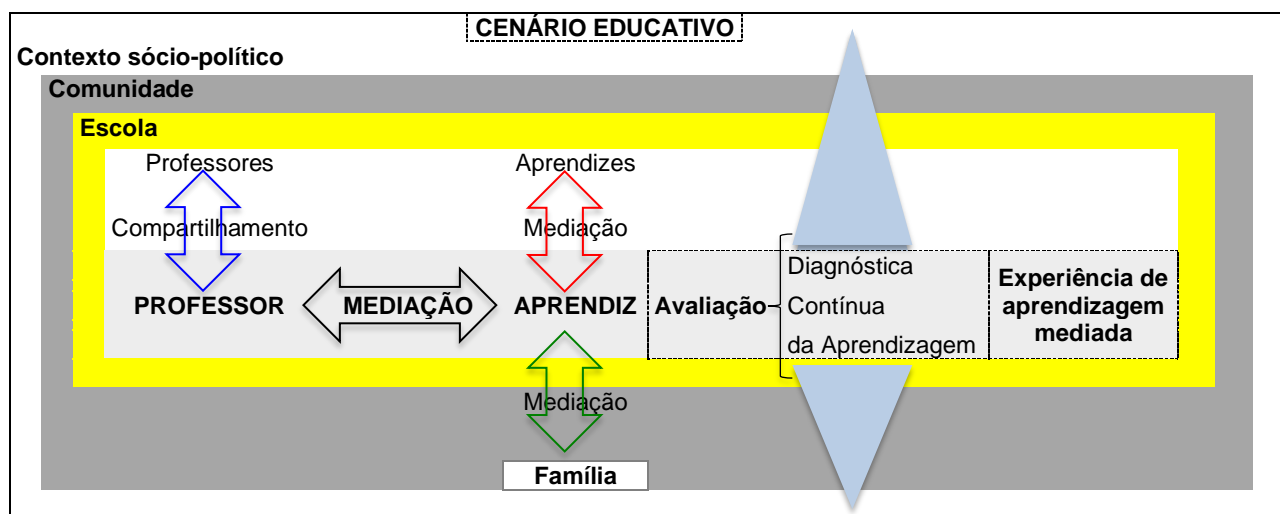 CENÁRIO EDUCATIVO
Contexto sócio-político
Comunidade
Escola
Professores
Aprendizes
Compartilhamento
Mediação
PROFESSOR
MEDIAÇÃO
APRENDIZ
Avaliação
Diagnóstica
Contínua
da Aprendizagem
Experiência de
aprendizagem
mediada
Mediação
Família